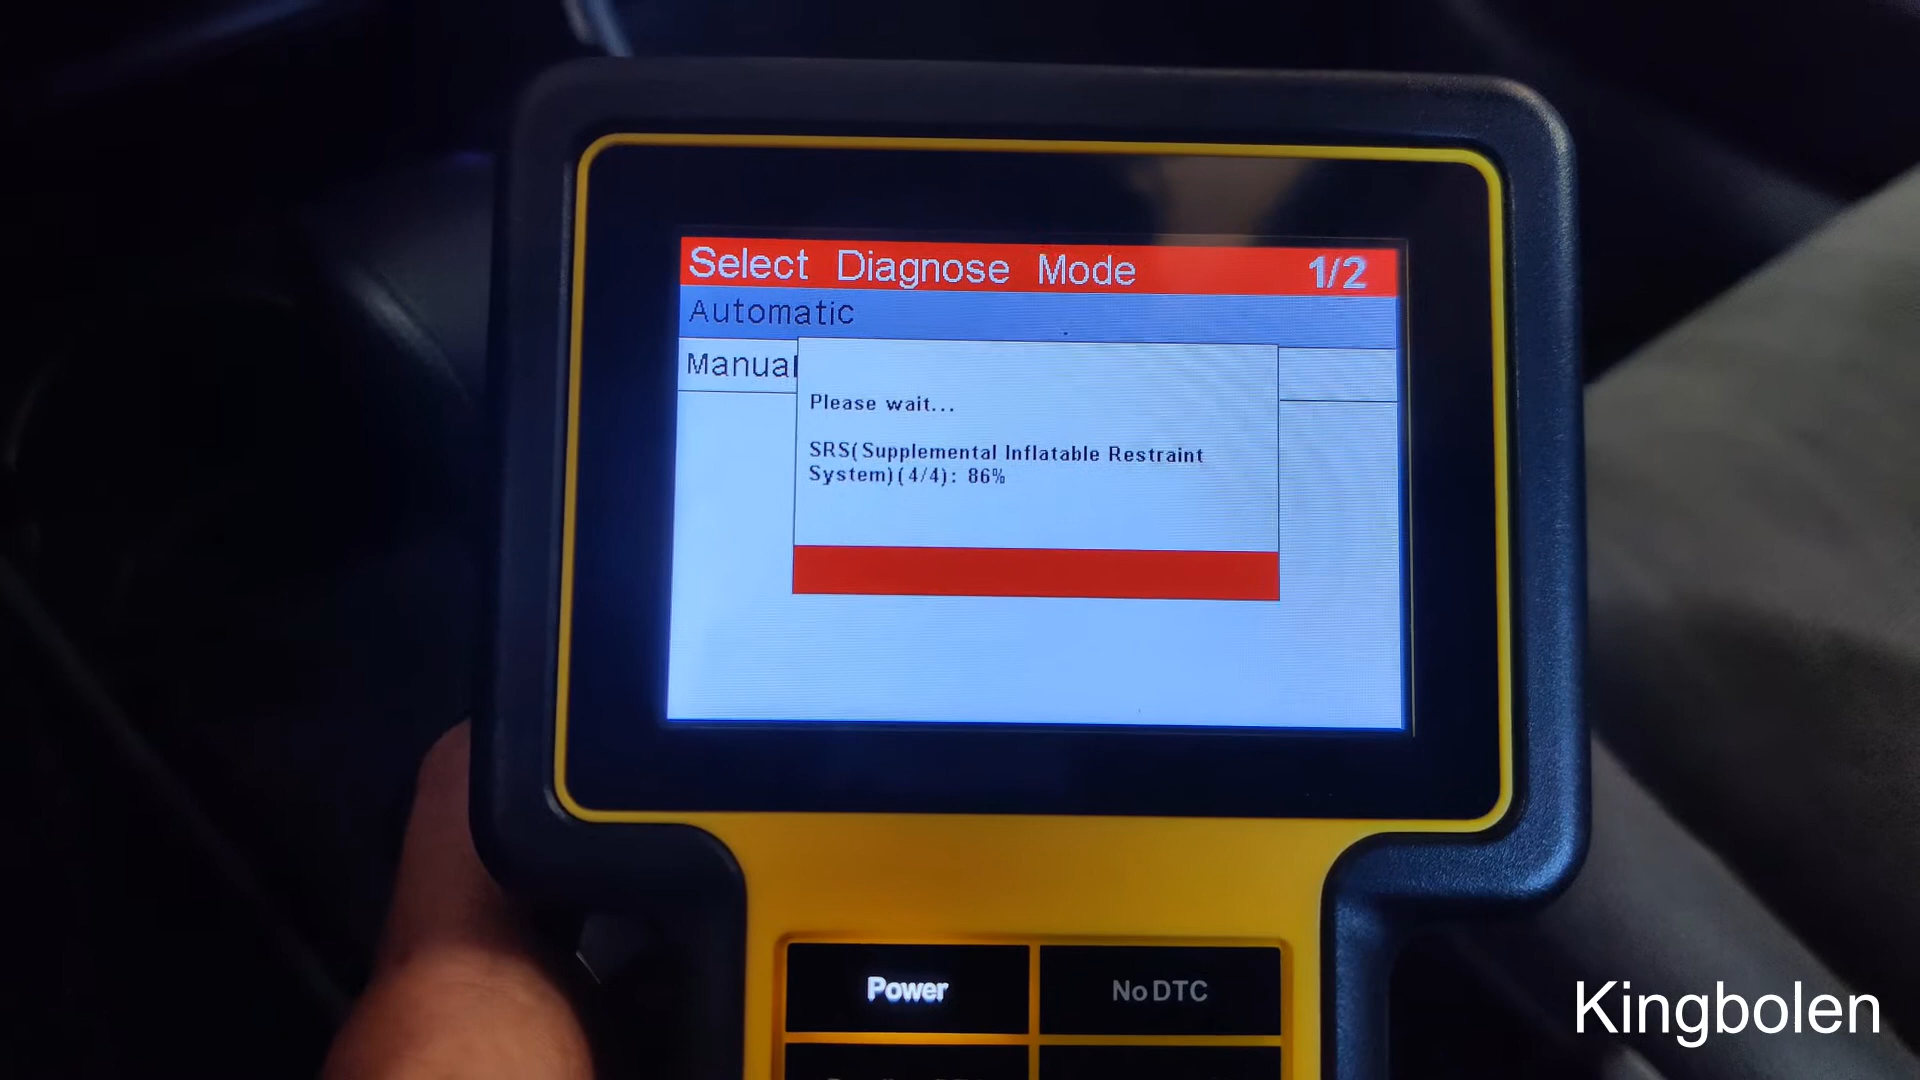 Select Diagnose Mode 1/2
Automatic
Manual
Please wait...
SRS(Supplemental Inflatable Restraint
System)(4/4): 86%
Power
No DTC
Kingbolen